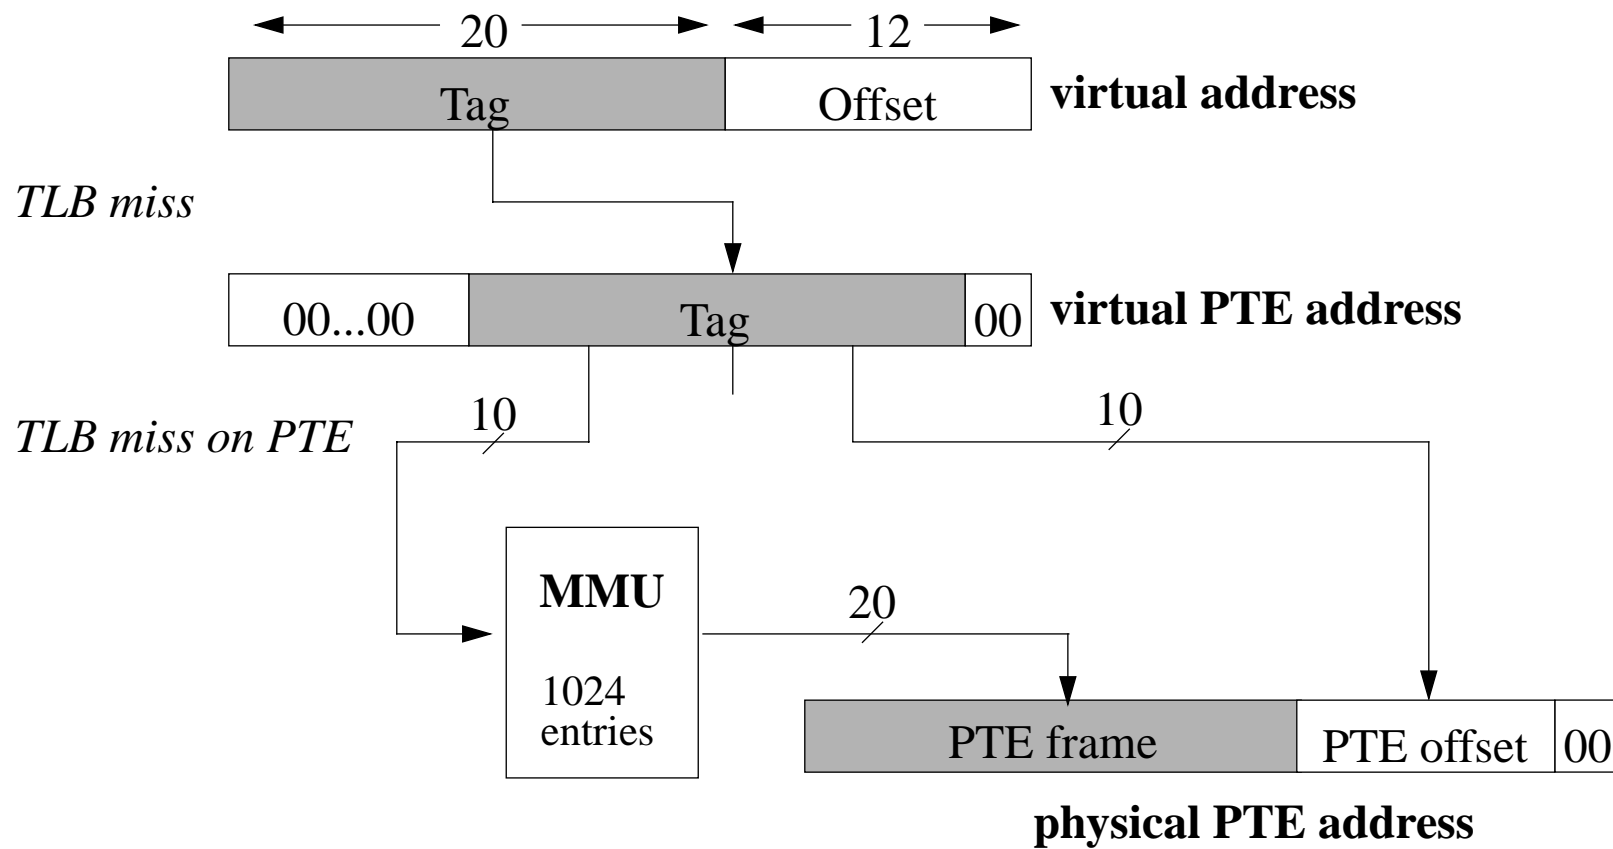 20 12
Tag Offset virtual address
TLB miss
00...00 Tag 00 virtual PTE address
10 10
TLB miss on PTE
MMU
20
1024
entries
PTE frame PTE offset 00
physical PTE address